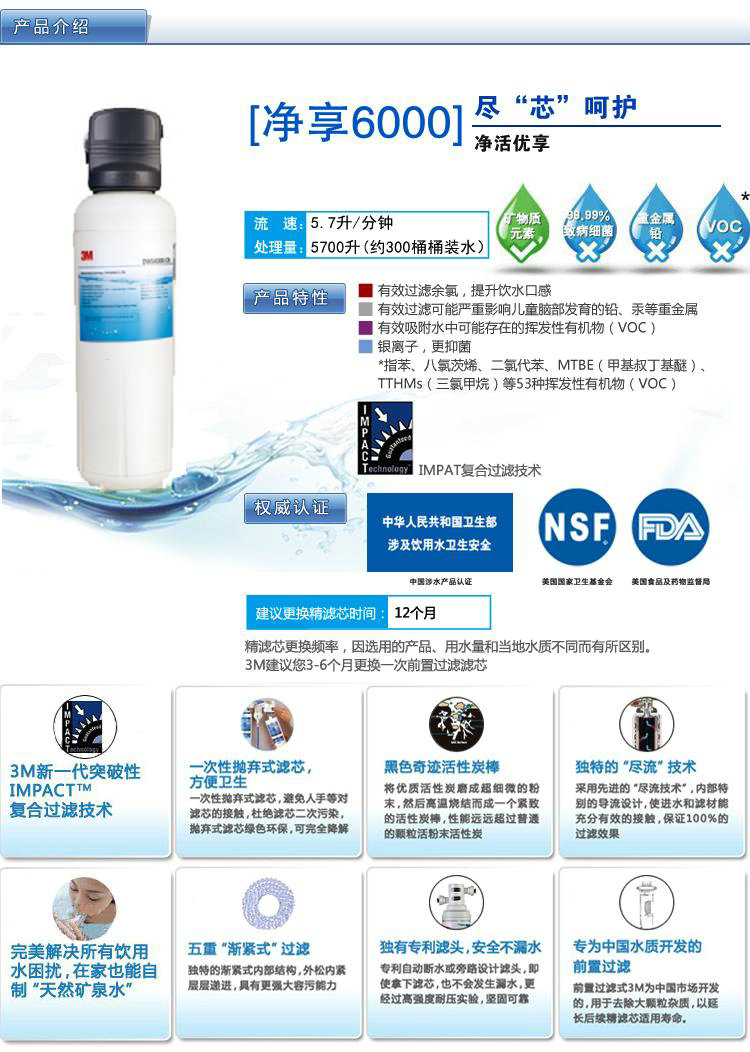 产品介绍
[净享6000]
尽“芯”呵护
净活优享
流 速: 5.7升/分钟
处理量: 5700升(约300桶桶装水)
矿物质
元素
99.99%
致病细菌
重金属
铅
VOC
*
3M
产品特性
有效过滤余氯，提升饮水口感
有效过滤可能严重影响儿童脑部发育的铅、汞等重金属
有效吸附水中可能存在的挥发性有机物（VOC）
银离子，更抑菌
*指苯、八氯茨烯、二氯代苯、MTBE（甲基叔丁基醚）、
TTHMs（三氯甲烷）等53种挥发性有机物（VOC）
IMPACT
Guaranteed
Technology
IMPAT复合过滤技术
权威认证
中华人民共和国卫生部
涉及饮用水卫生安全
NSF
FDA
中国涉水产品认证
美国国家卫生基金会
美国食品及药物监督局
建议更换精滤芯时间: 12个月
精滤芯更换频率，因选用的产品、用水量和当地水质不同而有所区别。
3M建议您3-6个月更换一次前置过滤滤芯
IMPACT
Guaranteed
Technology
3M新一代突破性
IMPACT™
复合过滤技术
一次性抛弃式滤芯，
方便卫生
一次性抛弃式滤芯，避免人手等对
滤芯的接触，杜绝滤芯二次污染，
抛弃式滤芯绿色环保，可完全降解
黑色奇迹活性炭棒
将优质活性炭磨成超细微的粉
末，然后高温烧结而成一个紧致
的活性炭棒，性能远远超过普通
的颗粒活粉末活性炭
独特的“尽流”技术
采用先进的“尽流技术”，内部特
别的导流设计，使进水和滤材能
充分有效的接触，保证100%的
过滤效果
完美解决所有饮用
水困扰，在家也能自
制“天然矿泉水”
五重“渐紧式”过滤
独特的渐紧式内部结构，外松内紧
层层递进，具有更强大容污能力
独有专利滤头，安全不漏水
专利自动断水或旁路设计滤头，即
使拿下滤芯，也不会发生漏水，更
经过高强度耐压实验，坚固可靠
专为中国水质开发的
前置过滤
前置过滤式3M为中国市场开发
的，用于去除大颗粒杂质，以延
长后续精滤芯适用寿命。